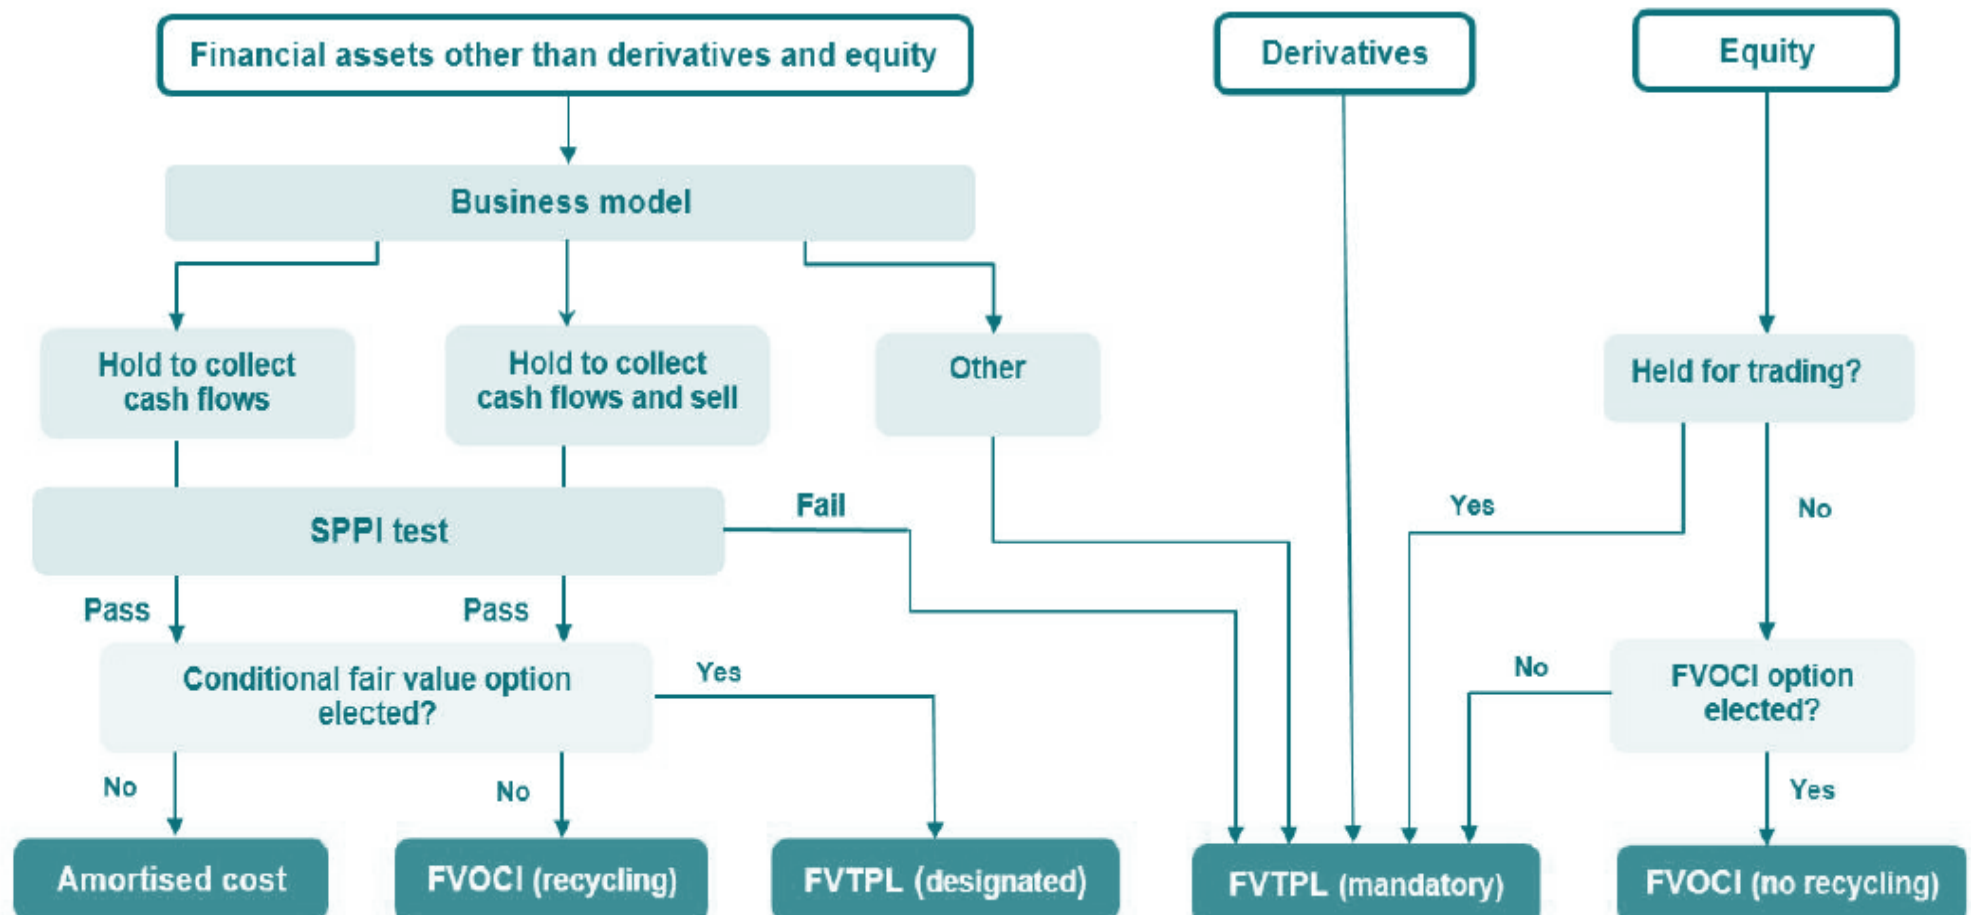 Financial assets other than derivatives and equity
Derivatives
Equity
Business model
Hold to collect
cash flows
Hold to collect
cash flows and sell
Other
Held for trading?
SPPI test
Fail
Yes
No
Pass
Pass
Conditional fair value option
elected?
Yes
No
FVOCI option
elected?
No
No
Yes
Amortised cost
FVOCI (recycling)
FVTPL (designated)
FVTPL (mandatory)
FVOCI (no recycling)